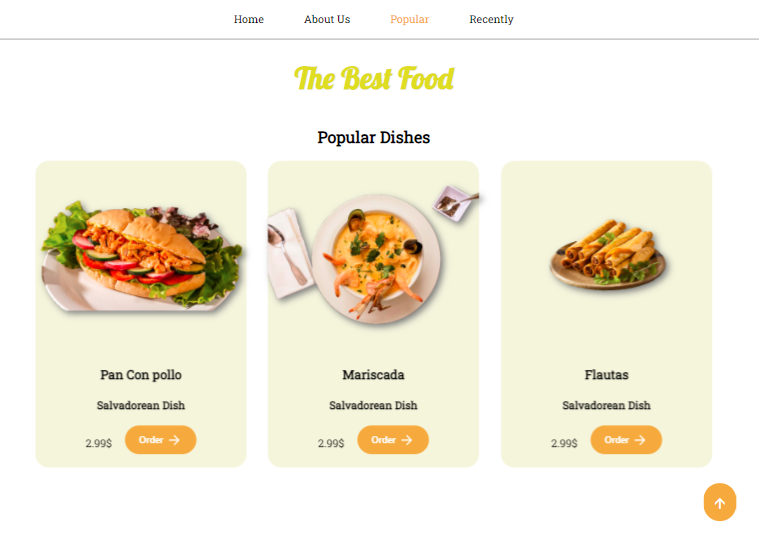 Home About Us Popular Recently
The Best Food
Popular Dishes
Pan Con pollo Mariscada Flautas
Salvadorean Dish Salvadorean Dish Salvadorean Dish
2.99$ Order → 2.99$ Order → 2.99$ Order →